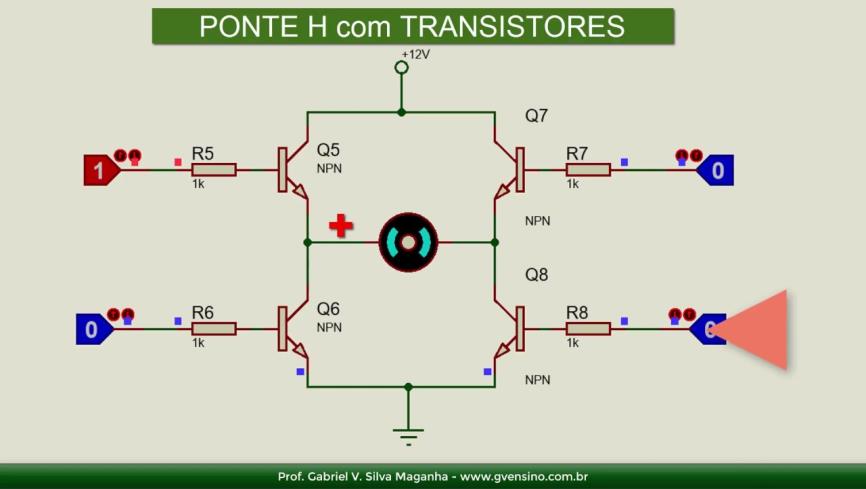 PONTE H com TRANSISTORES
+12V
Q7
1
R5
1k
Q5
NPN
R7
1k
0
NPN
Q8
0
R6
1k
Q6
NPN
R8
1k
NPN
Prof. Gabriel V. Silva Maganha - www.gvensino.com.br